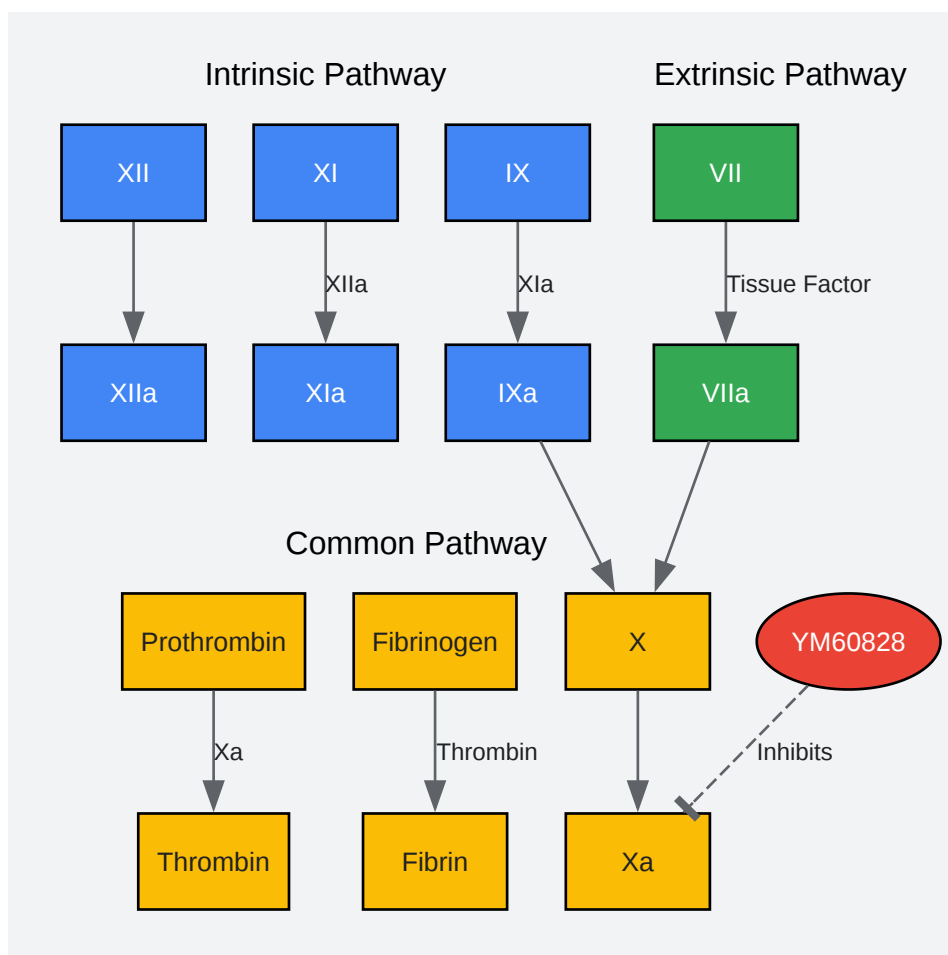 Intrinsic Pathway
Extrinsic Pathway
XII
XI
IX
VII
XIIa
XIa
Tissue Factor
XIIa
XIa
IXa
VIIa
Common Pathway
Prothrombin
Fibrinogen
X
YM60828
Xa
Thrombin
Inhibits
Thrombin
Fibrin
Xa